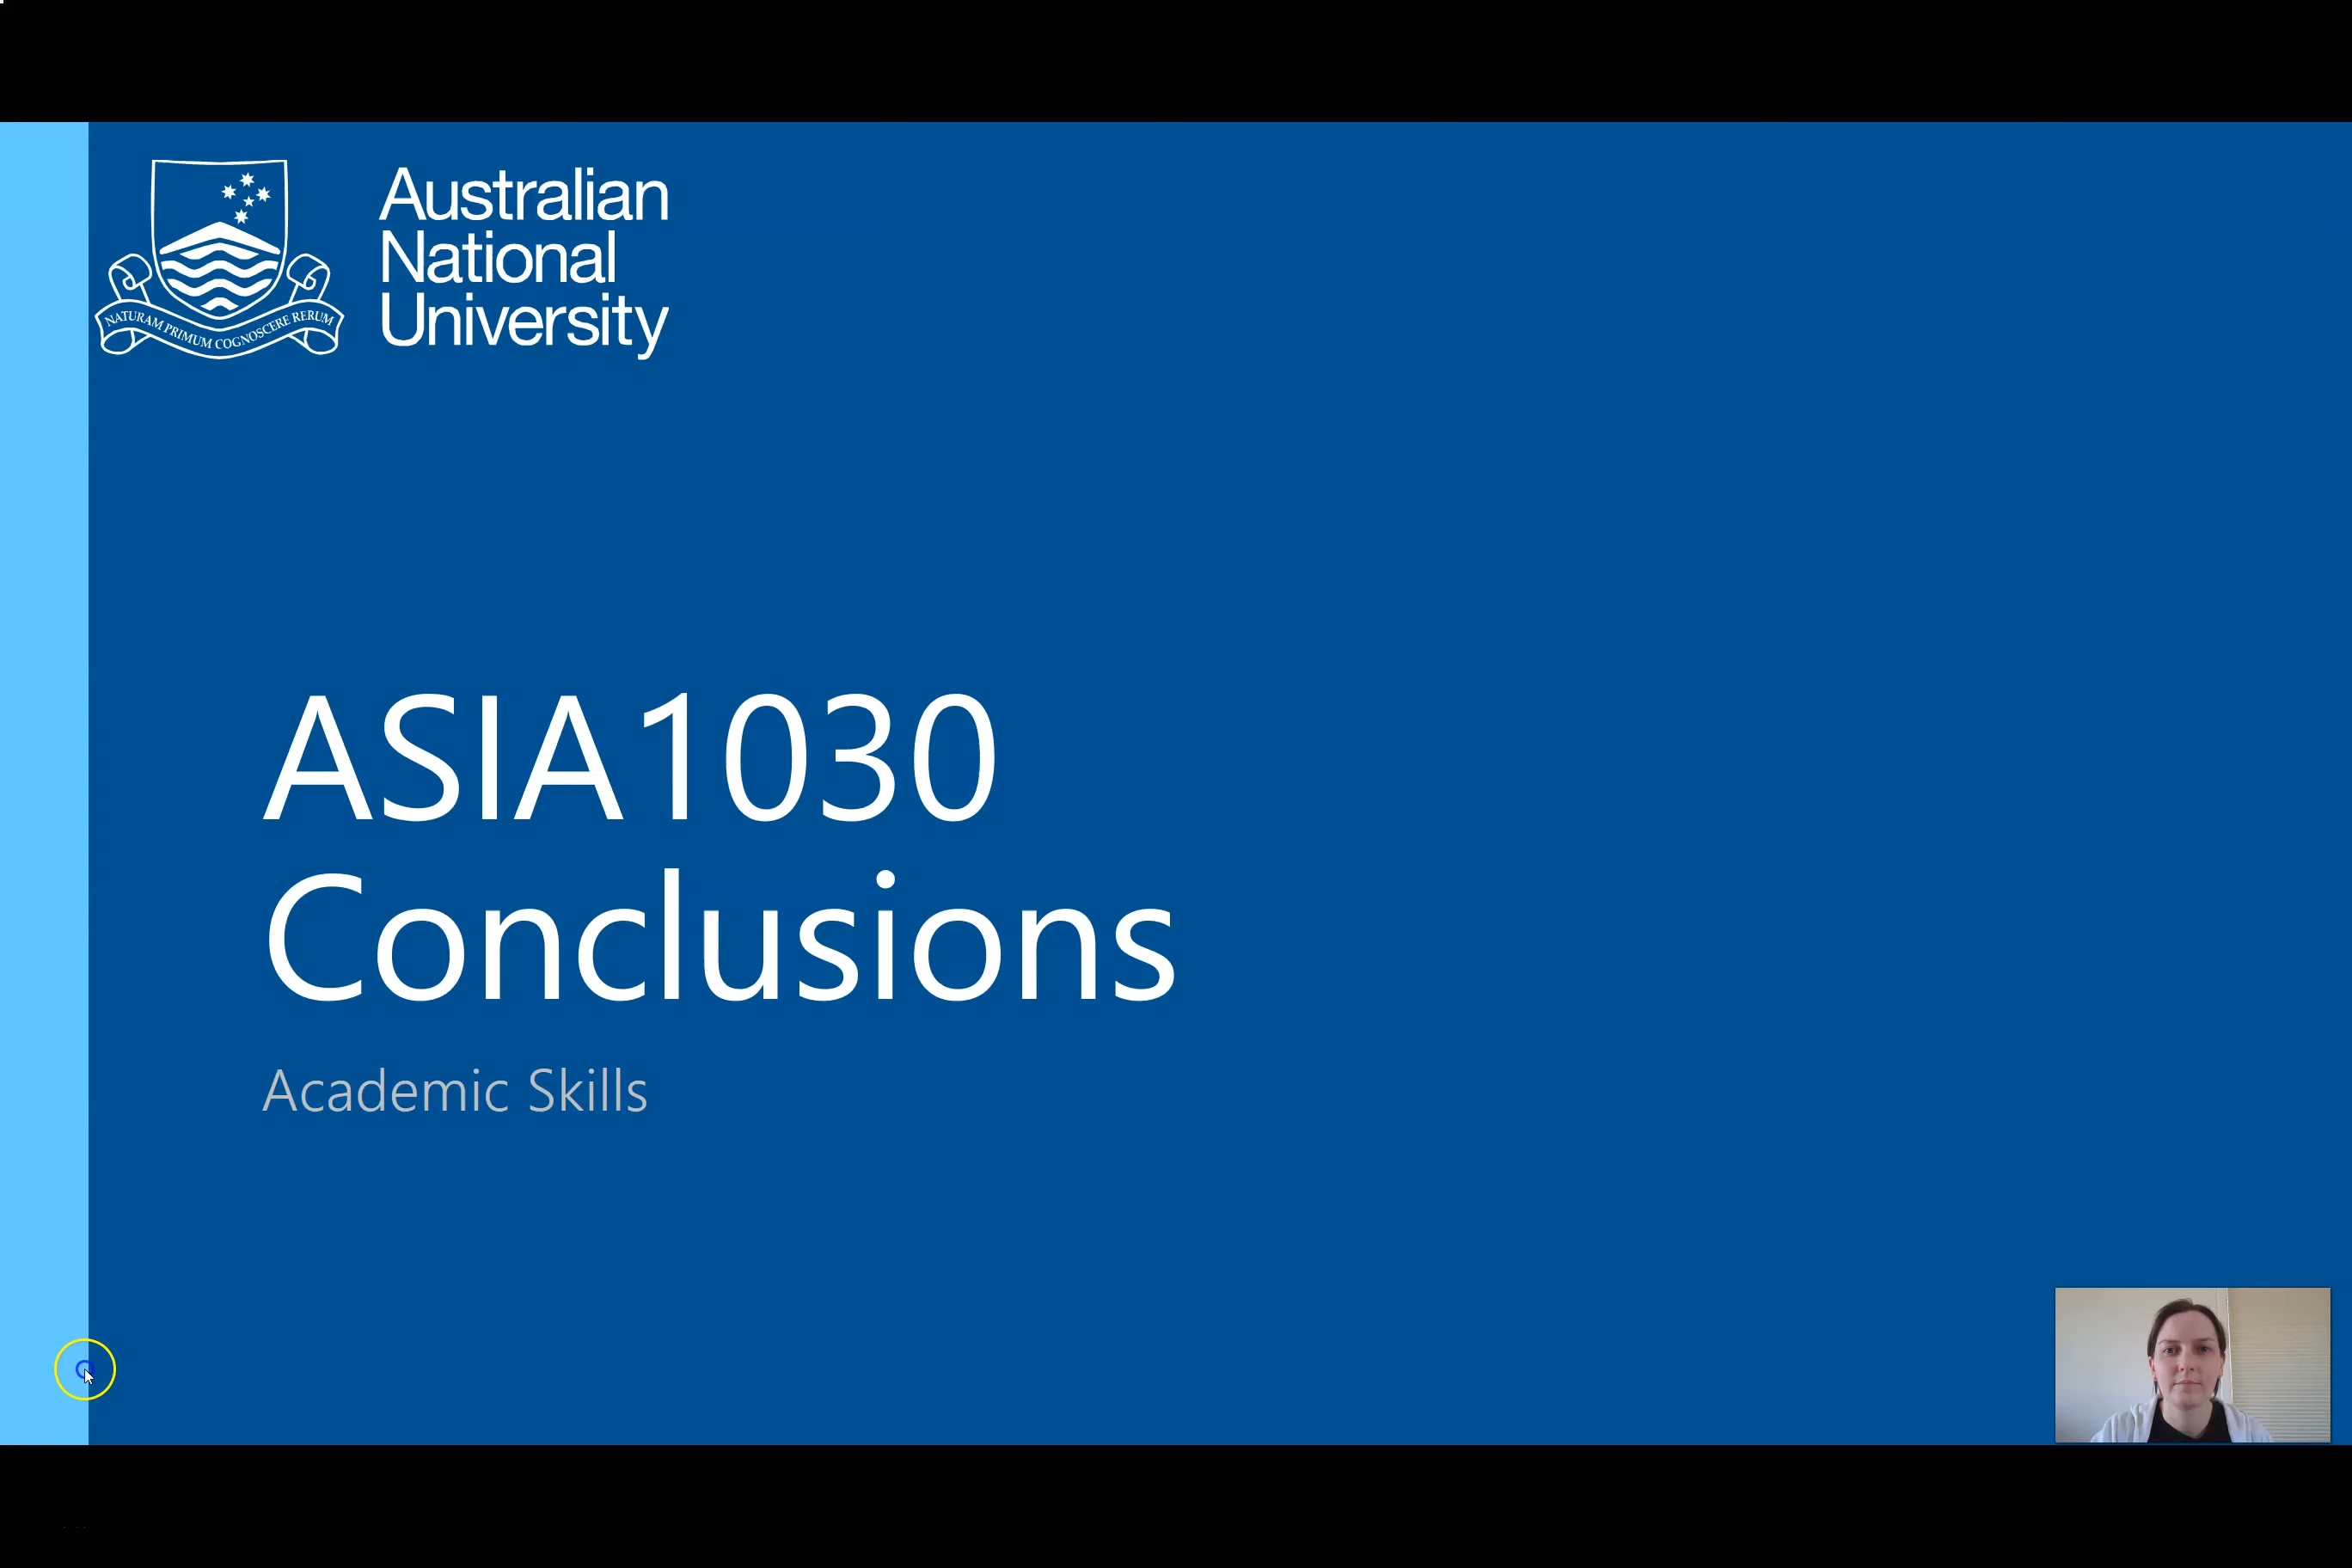 Australian
National
University
NATURAM PRIMUM COGNOSCERE RERUM
ASIA1030
Conclusions
Academic Skills